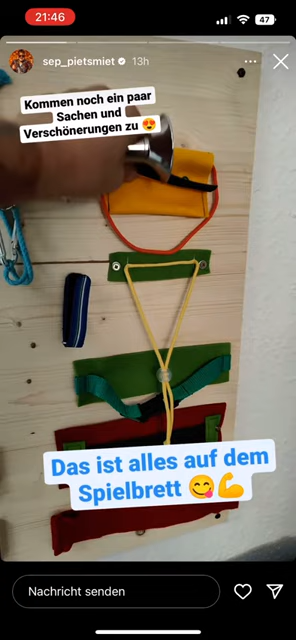 21:46
47
sep_pietsmiet 13h
Kommen noch ein paar
Sachen und
Verschönerungen zu 😍
Das ist alles auf dem
Spielbrett 😋💪
Nachricht senden